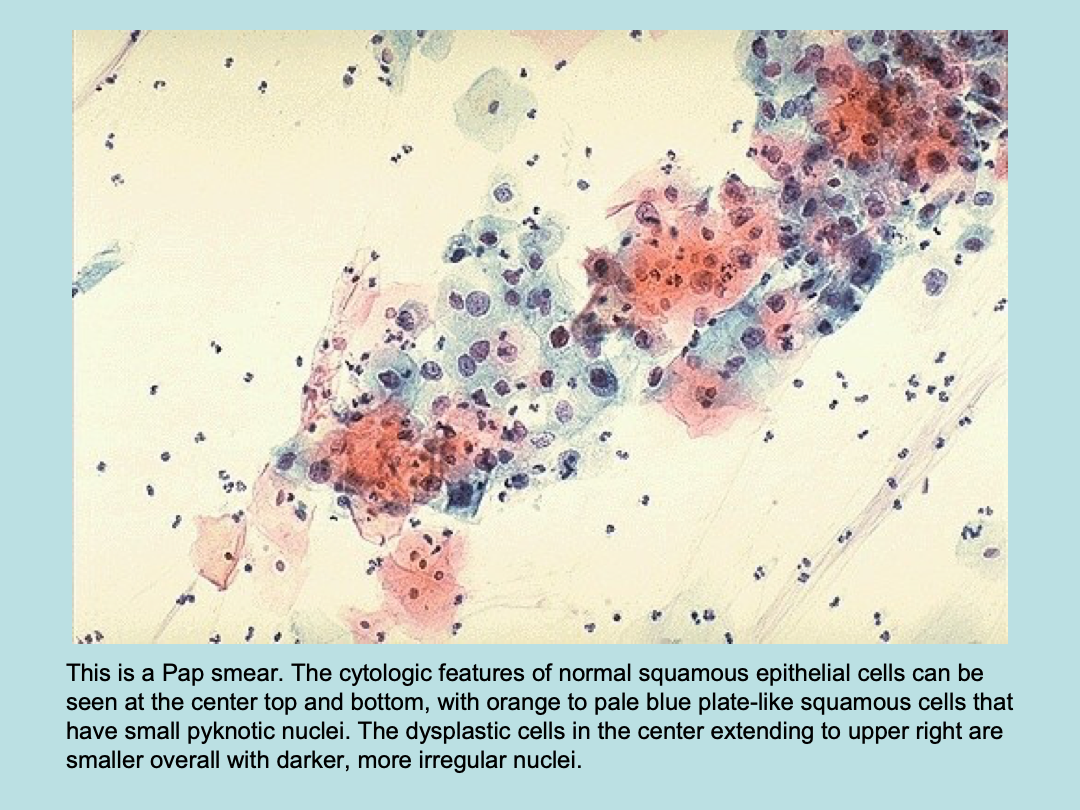 This is a Pap smear. The cytologic features of normal squamous epithelial cells can be
seen at the center top and bottom, with orange to pale blue plate-like squamous cells that
have small pyknotic nuclei. The dysplastic cells in the center extending to upper right are
smaller overall with darker, more irregular nuclei.